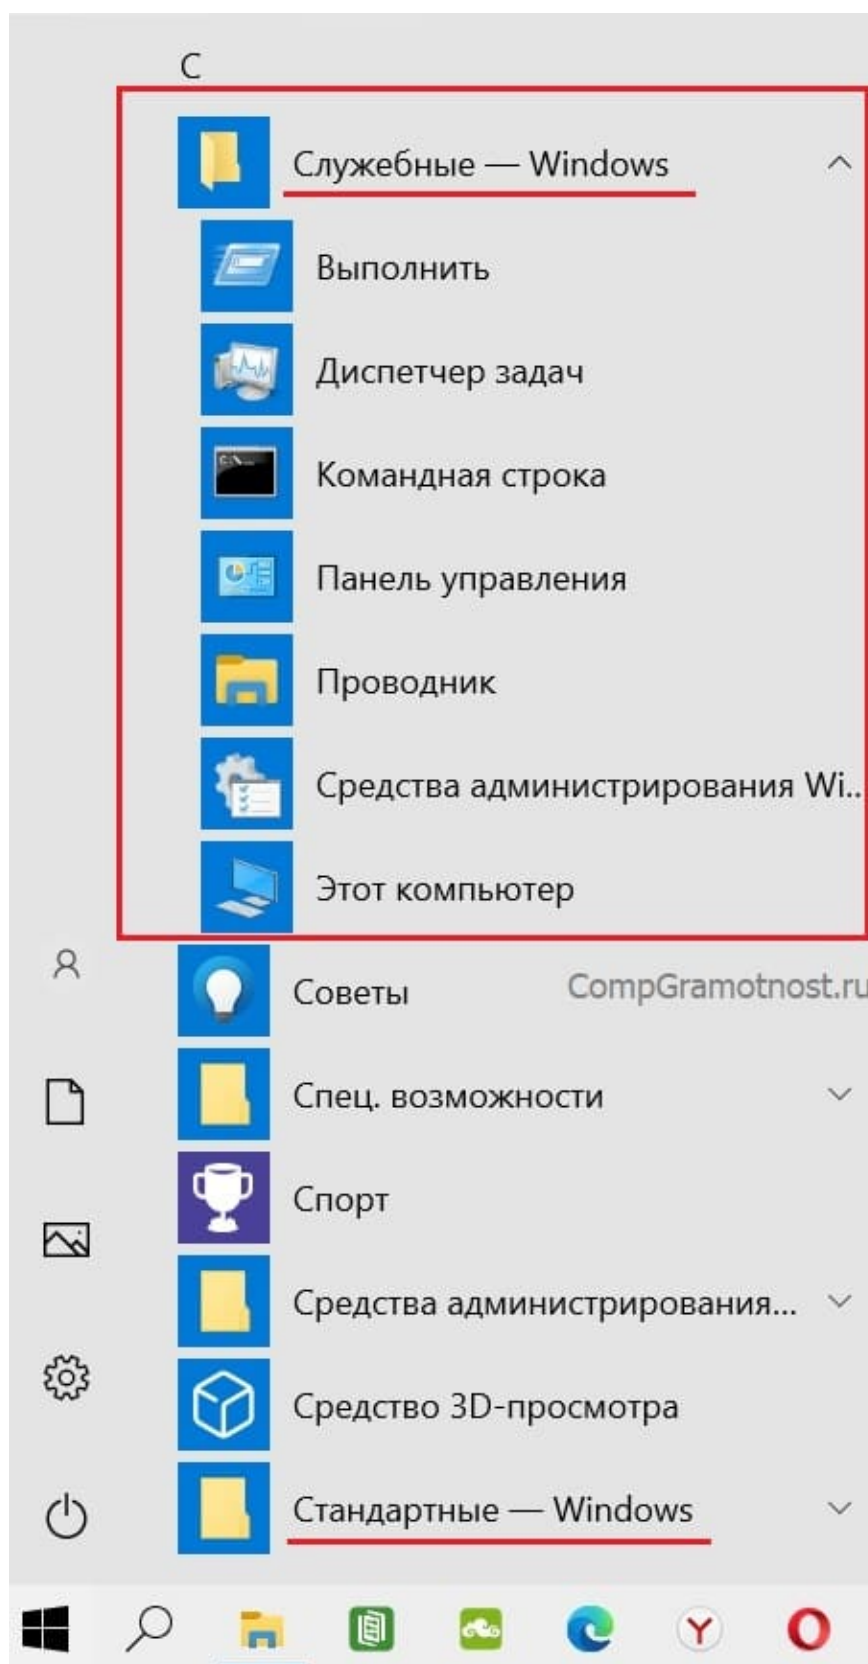 С
Служебные — Windows
Выполнить
Диспетчер задач
Командная строка
Панель управления
Проводник
Средства администрирования Wi..
Этот компьютер
Советы
CompGramotnost.ru
Спец. возможности
Спорт
Средства администрирования...
Средство 3D-просмотра
Стандартные — Windows